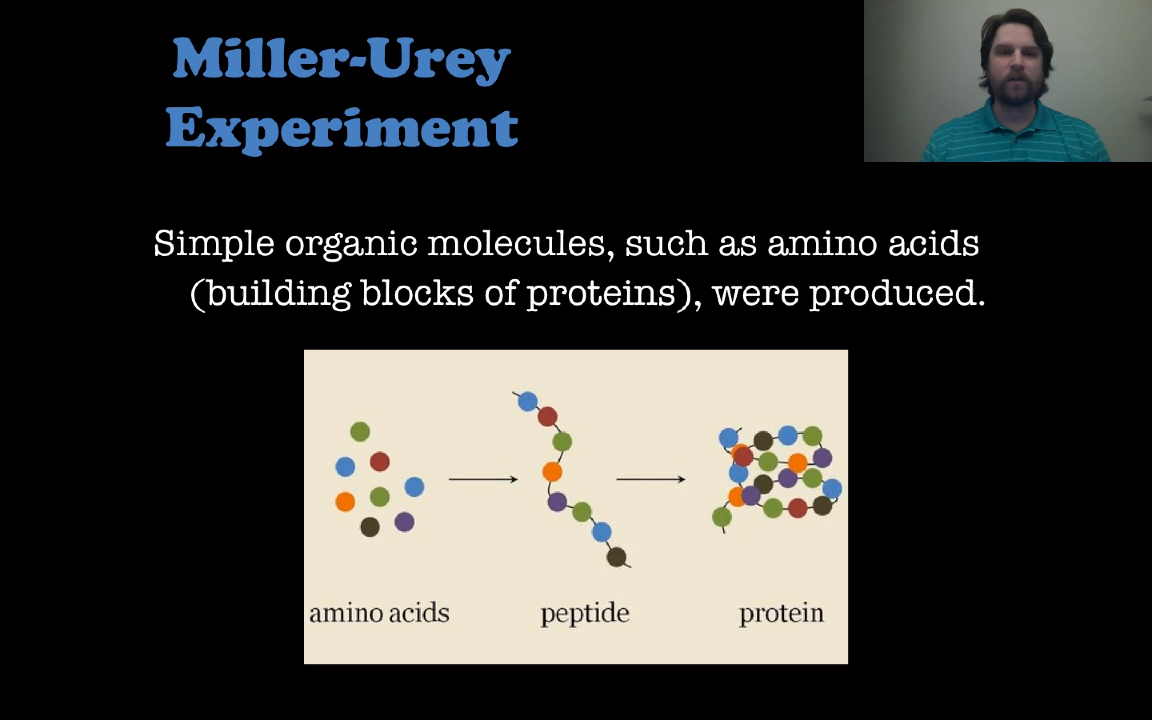 Miller-Urey
Experiment
Simple organic molecules, such as amino acids
(building blocks of proteins), were produced.
amino acids
peptide
protein